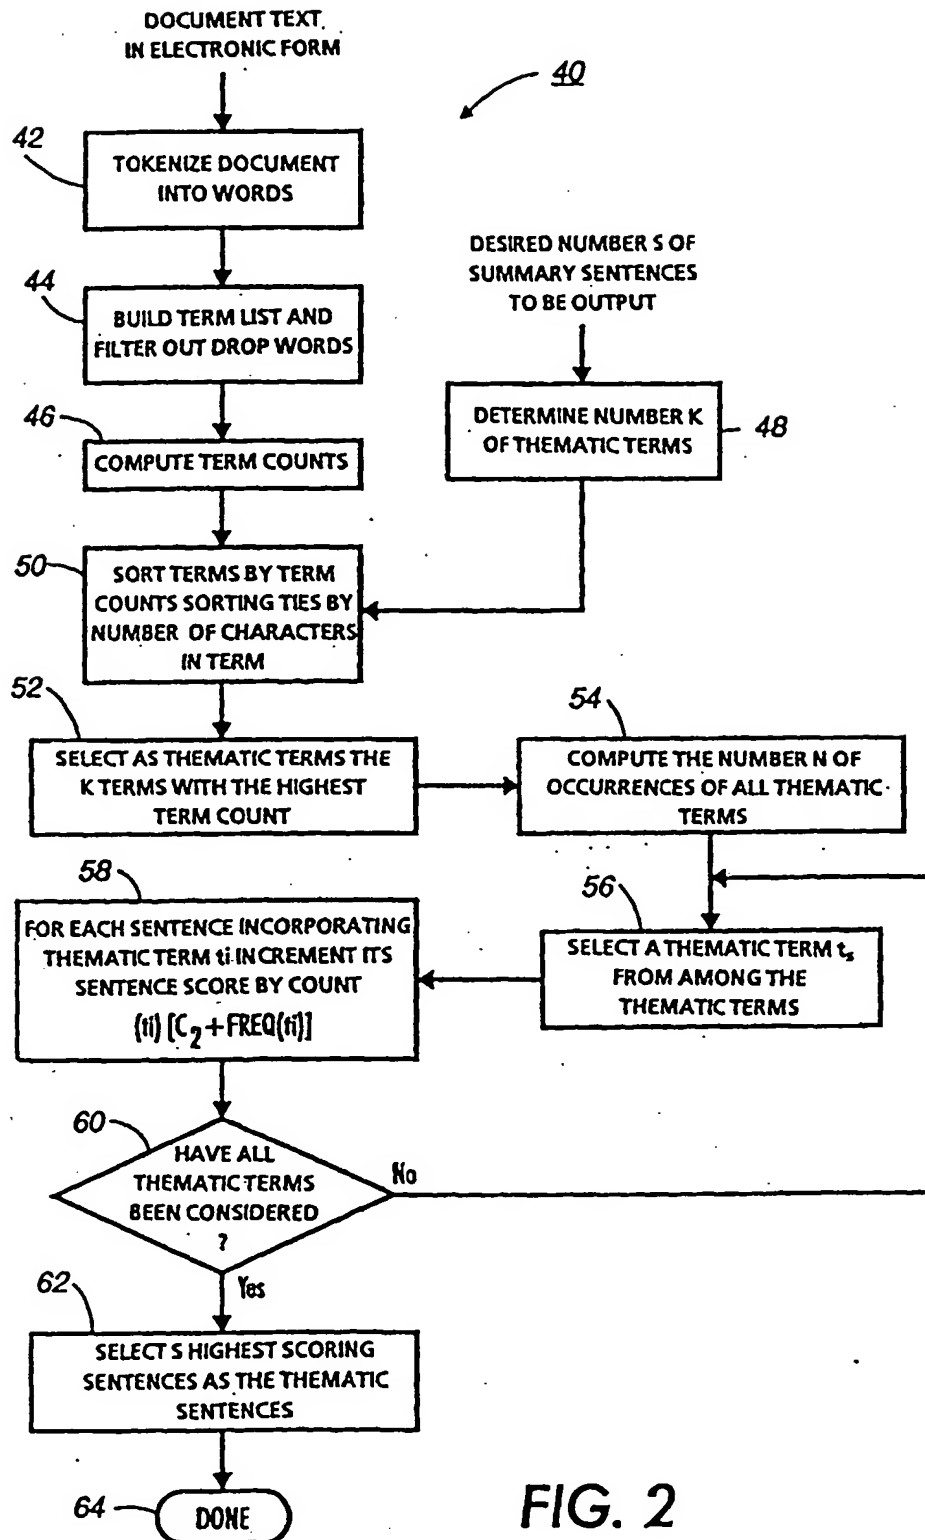 DOCUMENT TEXT
IN ELECTRONIC FORM
40
42
TOKENIZE DOCUMENT
INTO WORDS
DESIRED NUMBER S OF
SUMMARY SENTENCES
TO BE OUTPUT
44
BUILD TERM LIST AND
FILTER OUT DROP WORDS
46
COMPUTE TERM COUNTS
DETERMINE NUMBER K
OF THEMATIC TERMS
48
50
SORT TERMS BY TERM
COUNTS SORTING TIES BY
NUMBER OF CHARACTERS
IN TERM
52
SELECT AS THEMATIC TERMS THE
K TERMS WITH THE HIGHEST
TERM COUNT
54
COMPUTE THE NUMBER N OF
OCCURRENCES OF ALL THEMATIC
TERMS
56
SELECT A THEMATIC TERM ts
FROM AMONG THE
THEMATIC TERMS
58
FOR EACH SENTENCE INCORPORATING
THEMATIC TERM ti INCREMENT ITS
SENTENCE SCORE BY COUNT
(ti) [C2+FREQ(ti)]
60
HAVE ALL
THEMATIC TERMS
BEEN CONSIDERED
?
No
Yes
62
SELECT S HIGHEST SCORING
SENTENCES AS THE THEMATIC
SENTENCES
64
DONE
FIG. 2